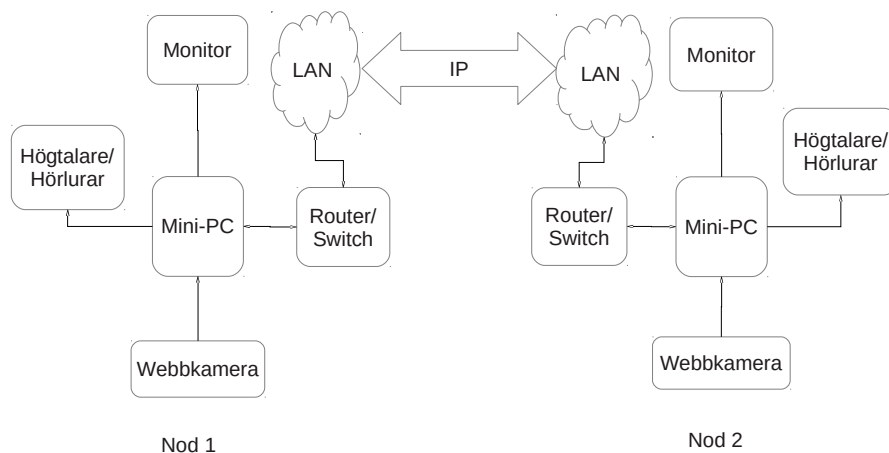 Monitor
LAN
IP
LAN
Monitor
Högtalare/
Hörlurar
Mini-PC
Router/
Switch
Router/
Switch
Mini-PC
Högtalare/
Hörlurar
Webbkamera
Webbkamera
Nod 1
Nod 2